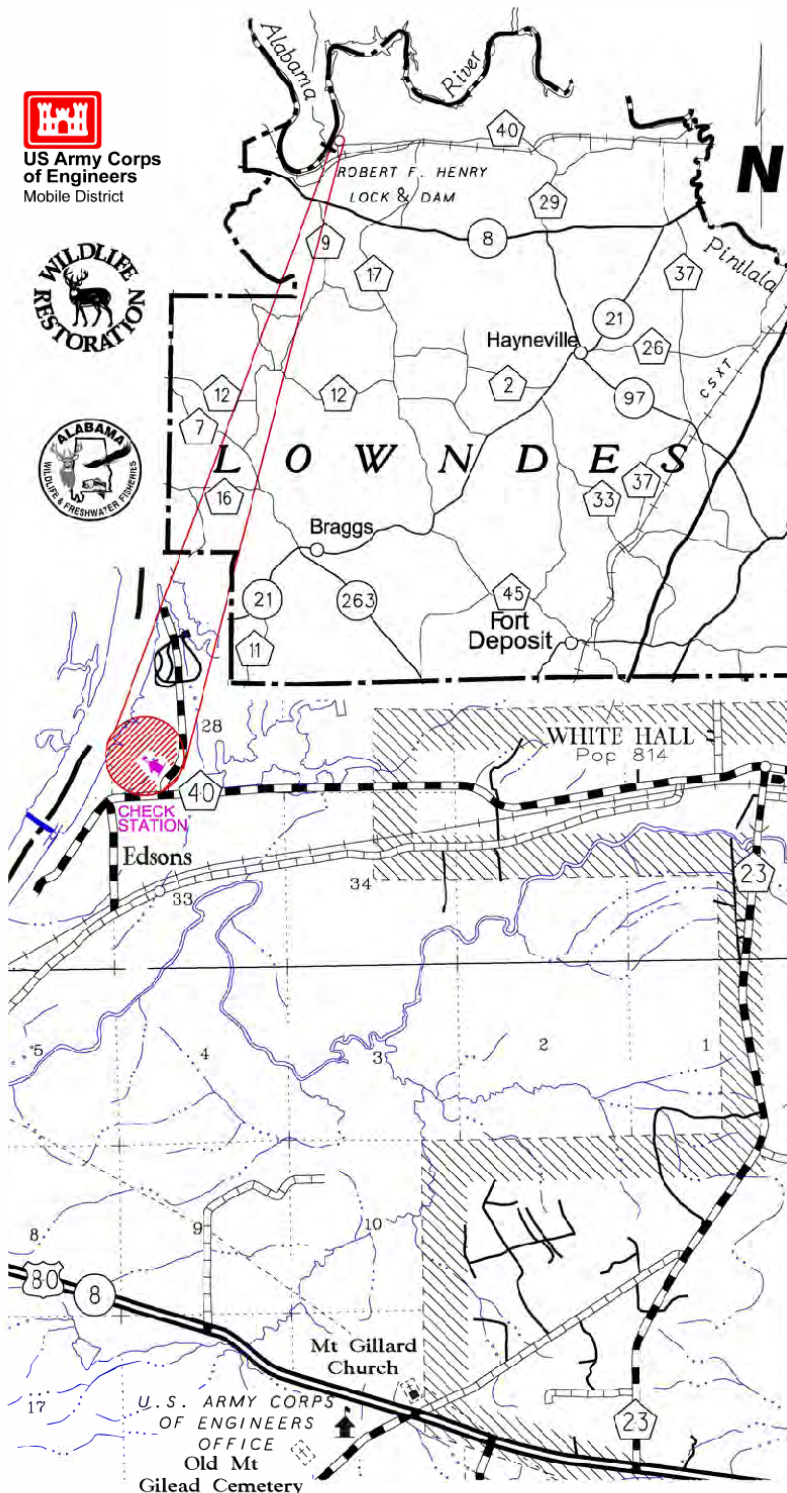 Alabama
River
US Army Corps
of Engineers
Mobile District
40
N
ROBERT F. HENRY
LOCK & DAM
29
9
8
17
Pintlala
37
WILDLIFE
RESTORATION
21
Hayneville
26
CSXT
12
12
2
97
7
ALABAMA
WILDLIFE & FRESHWATER FISHERIES
LOWNDES
16
37
33
Braggs
21
263
45
Fort
Deposit
11
28
WHITE HALL
Pop 814
40
CHECK
STATION
Edsons
23
34
33
5
4
3
2
1
8
9
10
80
8
Mt Gillard
Church
17
U.S. ARMY CORPS
OF ENGINEERS
OFFICE
23
Old Mt
Gilead Cemetery